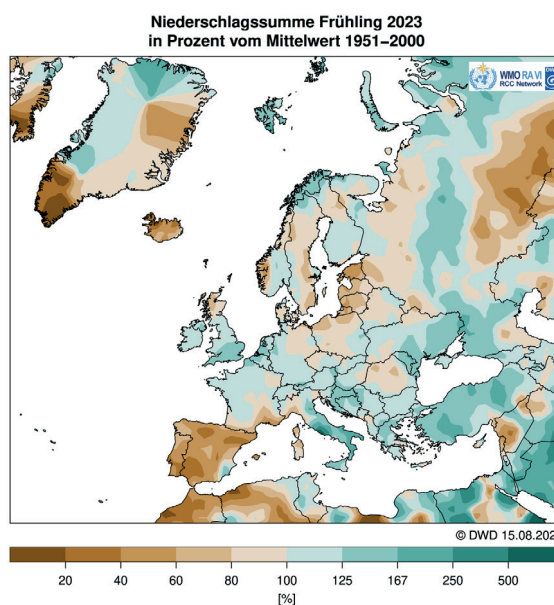 Niederschlagssumme Frühling 2023
in Prozent vom Mittelwert 1951−2000
WMO RA VI
RCC Network
© DWD 15.08.202
20 40 60 80 100 125 167 250 500
[%]